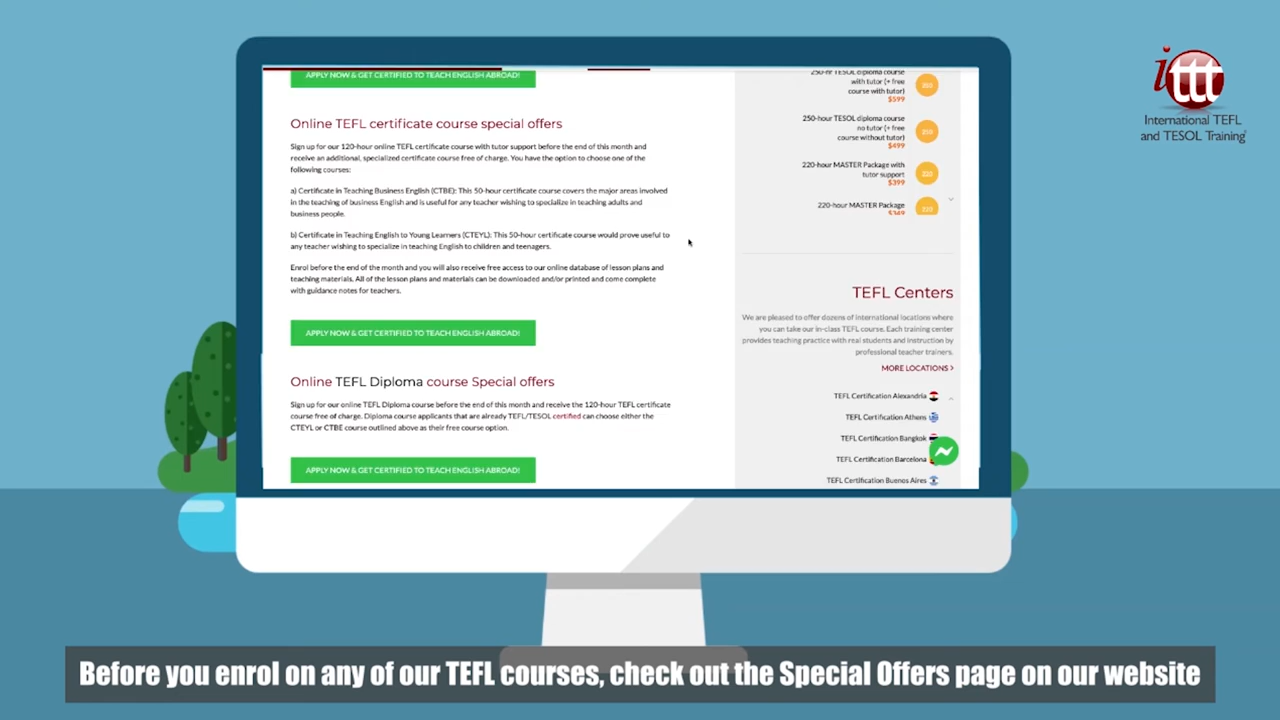 APPLY NOW & GET CERTIFIED TO TEACH ENGLISH ABROAD!
Online TEFL certificate course special offers
Sign up for our 120-hour online TEFL certificate course with tutor support before the end of this month and
receive an additional, specialized certificate course free of charge. You have the option to choose one of the
following courses:
a) Certificate in Teaching Business English (CTBE): This 50-hour certificate course covers the major areas involved
in the teaching of business English and is useful for any teacher wishing to specialize in teaching adults and
business people.
b) Certificate in Teaching English to Young Learners (CTEYL): This 50-hour certificate course would prove useful to
any teacher wishing to specialize in teaching English to children and teenagers.
Enrol before the end of the month and you will also receive free access to our online database of lesson plans and
teaching materials. All of the lesson plans and materials can be downloaded and/or printed and come complete
with guidance notes for teachers.
APPLY NOW & GET CERTIFIED TO TEACH ENGLISH ABROAD!
Online TEFL Diploma course Special offers
Sign up for our online TEFL Diploma course before the end of this month and receive the 120-hour TEFL certificate
course free of charge. Diploma course applicants that are already TEFL/TESOL certified can choose either the
CTEYL or CTBE course outlined above as their free course option.
APPLY NOW & GET CERTIFIED TO TEACH ENGLISH ABROAD!
250-hr TESOL diploma course
with tutor (+ free
course with tutor)
$599
250
250-hour TESOL diploma course
no tutor (+ free
course without tutor)
$499
250
220-hour MASTER Package with
tutor support
$399
220
220-hour MASTER Package
$349
220
TEFL Centers
We are pleased to offer dozens of international locations where
you can take our in-class TEFL course. Each training center
provides teaching practice with real students and instruction by
professional teacher trainers.
MORE LOCATIONS >
TEFL Certification Alexandria
TEFL Certification Athens
TEFL Certification Bangkok
TEFL Certification Barcelona
TEFL Certification Buenos Aires
ittt
International TEFL
and TESOL Training
Before you enrol on any of our TEFL courses, check out the Special Offers page on our website